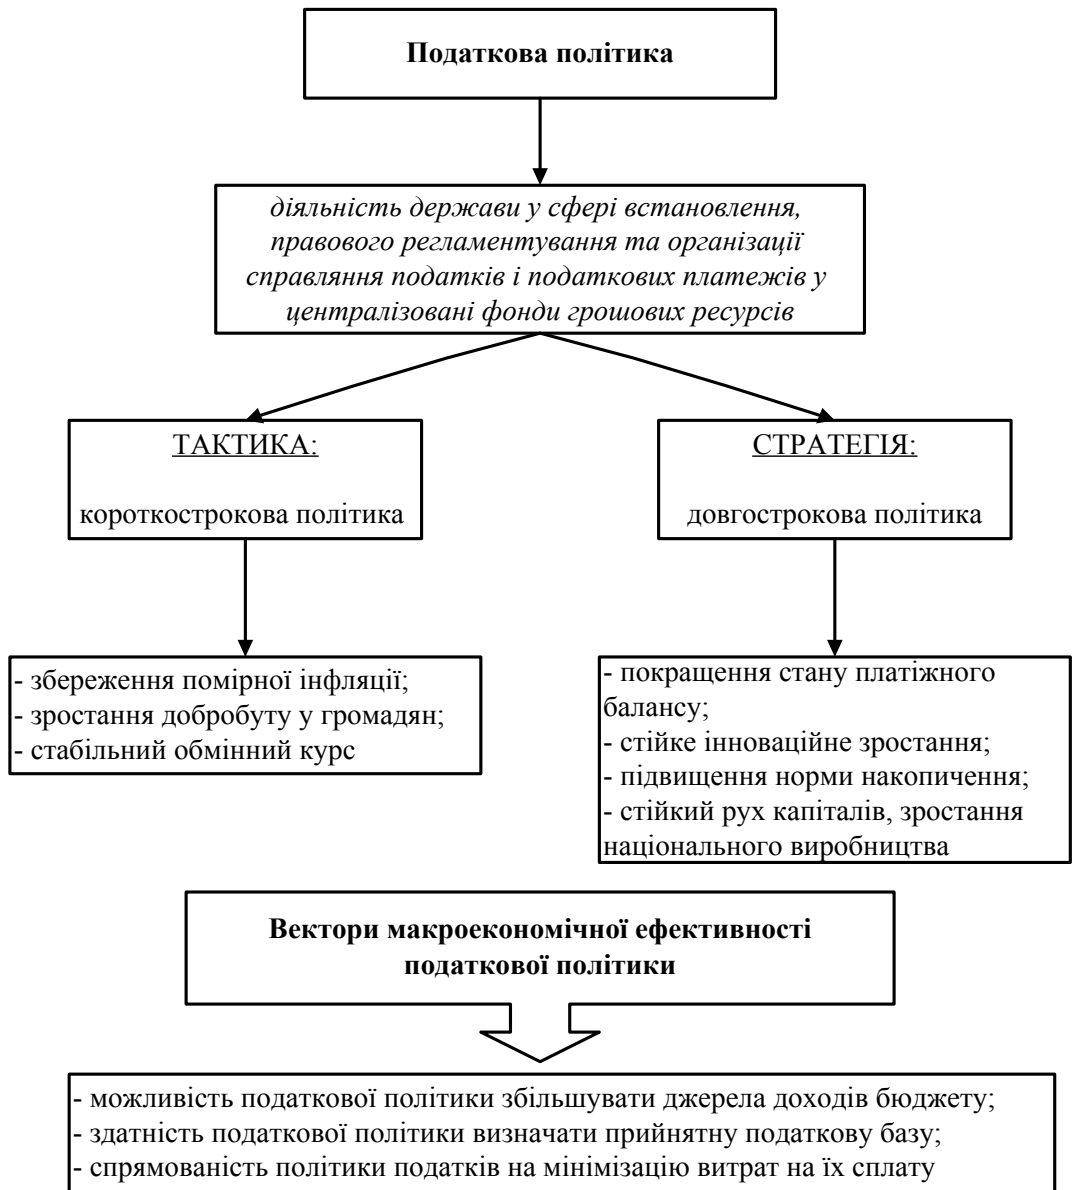 Податкова політика
діяльність держави у сфері встановлення,
правового регламентування та організації
справляння податків і податкових платежів у
централізовані фонди грошових ресурсів
ТАКТИКА:
короткострокова політика
СТРАТЕГІЯ:
довгострокова політика
- збереження помірної інфляції;
- зростання добробуту у громадян;
- стабільний обмінний курс
- покращення стану платіжного
балансу;
- стійке інноваційне зростання;
- підвищення норми накопичення;
- стійкий рух капіталів, зростання
національного виробництва
Вектори макроекономічної ефективності
податкової політики
- можливість податкової політики збільшувати джерела доходів бюджету;
- здатність податкової політики визначати прийнятну податкову базу;
- спрямованість політики податків на мінімізацію витрат на їх сплату